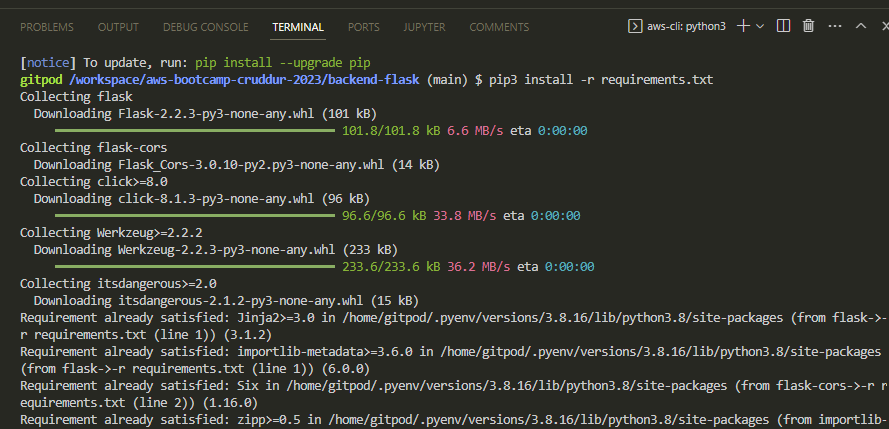 PROBLEMS OUTPUT DEBUG CONSOLE TERMINAL PORTS JUPYTER COMMENTS aws-cli: python3
[notice] To update, run: pip install --upgrade pip
gitpod /workspace/aws-bootcamp-cruddur-2023/backend-flask (main) $ pip3 install -r requirements.txt
Collecting flask
  Downloading Flask-2.2.3-py3-none-any.whl (101 kB)
101.8/101.8 kB 6.6 MB/s eta 0:00:00
Collecting flask-cors
  Downloading Flask_Cors-3.0.10-py2.py3-none-any.whl (14 kB)
Collecting click>=8.0
  Downloading click-8.1.3-py3-none-any.whl (96 kB)
96.6/96.6 kB 33.8 MB/s eta 0:00:00
Collecting Werkzeug>=2.2.2
  Downloading Werkzeug-2.2.3-py3-none-any.whl (233 kB)
233.6/233.6 kB 36.2 MB/s eta 0:00:00
Collecting itsdangerous>=2.0
  Downloading itsdangerous-2.1.2-py3-none-any.whl (15 kB)
Requirement already satisfied: Jinja2>=3.0 in /home/gitpod/.pyenv/versions/3.8.16/lib/python3.8/site-packages (from flask->-
r requirements.txt (line 1)) (3.1.2)
Requirement already satisfied: importlib-metadata>=3.6.0 in /home/gitpod/.pyenv/versions/3.8.16/lib/python3.8/site-packages
(from flask->-r requirements.txt (line 1)) (6.0.0)
Requirement already satisfied: Six in /home/gitpod/.pyenv/versions/3.8.16/lib/python3.8/site-packages (from flask-cors->-r r
equirements.txt (line 2)) (1.16.0)
Requirement already satisfied: zipp>=0.5 in /home/gitpod/.pyenv/versions/3.8.16/lib/python3.8/site-packages (from importlib-